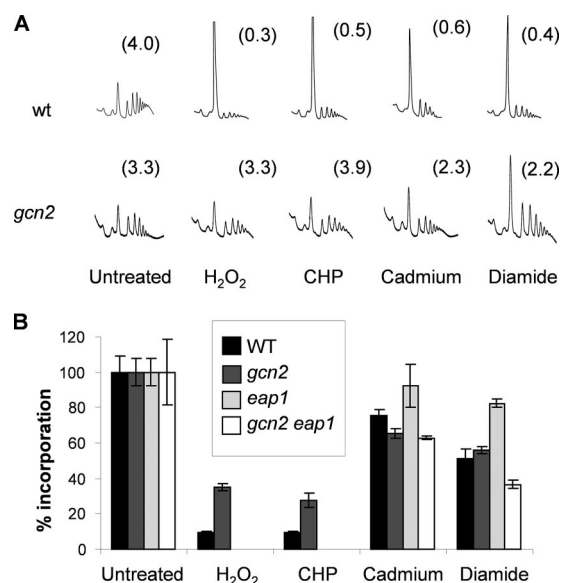 A
(4.0) (0.3) (0.5) (0.6) (0.4)
wt
(3.3) (3.3) (3.9) (2.3) (2.2)
gcn2
Untreated H₂O₂ CHP Cadmium Diamide
B
% incorporation
120
100
80
60
40
20
0
WT
gcn2
eap1
gcn2 eap1
Untreated H₂O₂ CHP Cadmium Diamide